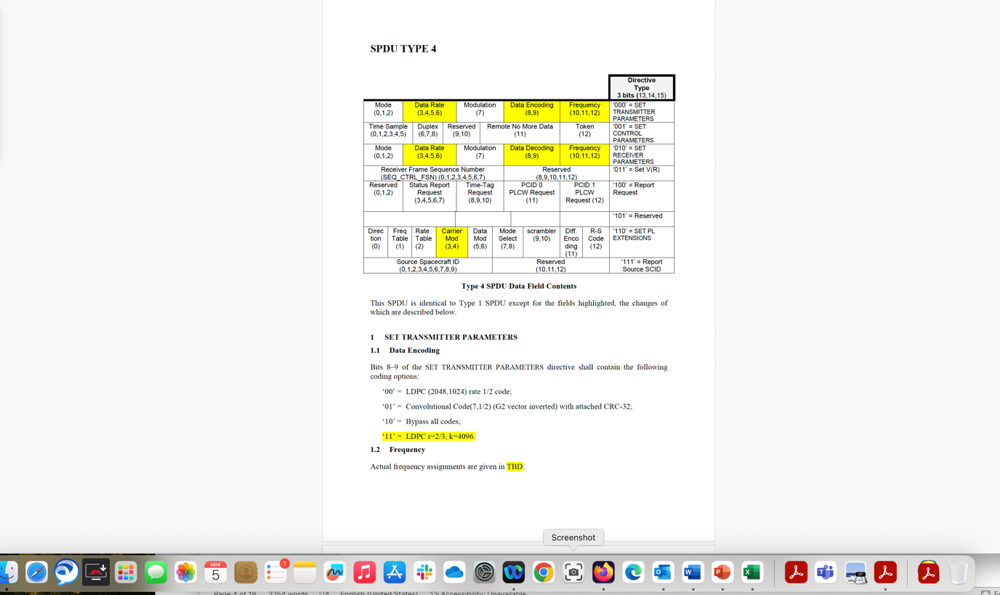 SPDU TYPE 4
Directive
Type
3 bits (13,14,15)
Mode
(0,1,2)
Data Rate
(3,4,5,6)
Modulation
(7)
Data Encoding
(8,9)
Frequency
(10,11,12)
'000' = SET
TRANSMITTER
PARAMETERS
Time Sample
(0,1,2,3,4,5)
Duplex
(6,7,8)
Reserved
(9,10)
Remote No More Data
(11)
Token
(12)
'001' = SET
CONTROL
PARAMETERS
Mode
(0,1,2)
Data Rate
(3,4,5,6)
Modulation
(7)
Data Decoding
(8,9)
Frequency
(10,11,12)
'010' = SET
RECEIVER
PARAMETERS
Receiver Frame Sequence Number
(SEQ_CTRL_FSN) (0,1,2,3,4,5,6,7)
Reserved
(8,9,10,11,12)
'011' = Set V(R)
Reserved
(0,1,2)
Status Report
Request
(3,4,5,6,7)
Time-Tag
Request
(8,9,10)
PCID 0
PLCW Request
(11)
PCID 1
PLCW
Request (12)
'100' = Report
Request
'101' = Reserved
Direc
tion
(0)
Freq
Table
(1)
Rate
Table
(2)
Carrier
Mod
(3,4)
Data
Mod
(5,6)
Mode
Select
(7,8)
scrambler
(9,10)
Diff.
Enco
ding
(11)
R-S
Code
(12)
'110' = SET PL
EXTENSIONS
Source Spacecraft ID
(0,1,2,3,4,5,6,7,8,9)
Reserved
(10,11,12)
'111' = Report
Source SCID
Type 4 SPDU Data Field Contents
This SPDU is identical to Type 1 SPDU except for the fields highlighted, the changes of
which are described below.
1 SET TRANSMITTER PARAMETERS
1.1 Data Encoding
Bits 8–9 of the SET TRANSMITTER PARAMETERS directive shall contain the following
coding options:
'00' = LDPC (2048,1024) rate 1/2 code;
'01' = Convolutional Code(7,1/2) (G2 vector inverted) with attached CRC-32;
'10' = Bypass all codes;
'11' = LDPC r=2/3, k=4096.
1.2 Frequency
Actual frequency assignments are given in TBD.
Screenshot
JPL
NOV
5
1
Page 4 of 18 3754 words English (United States) Accessibility: Unavailable